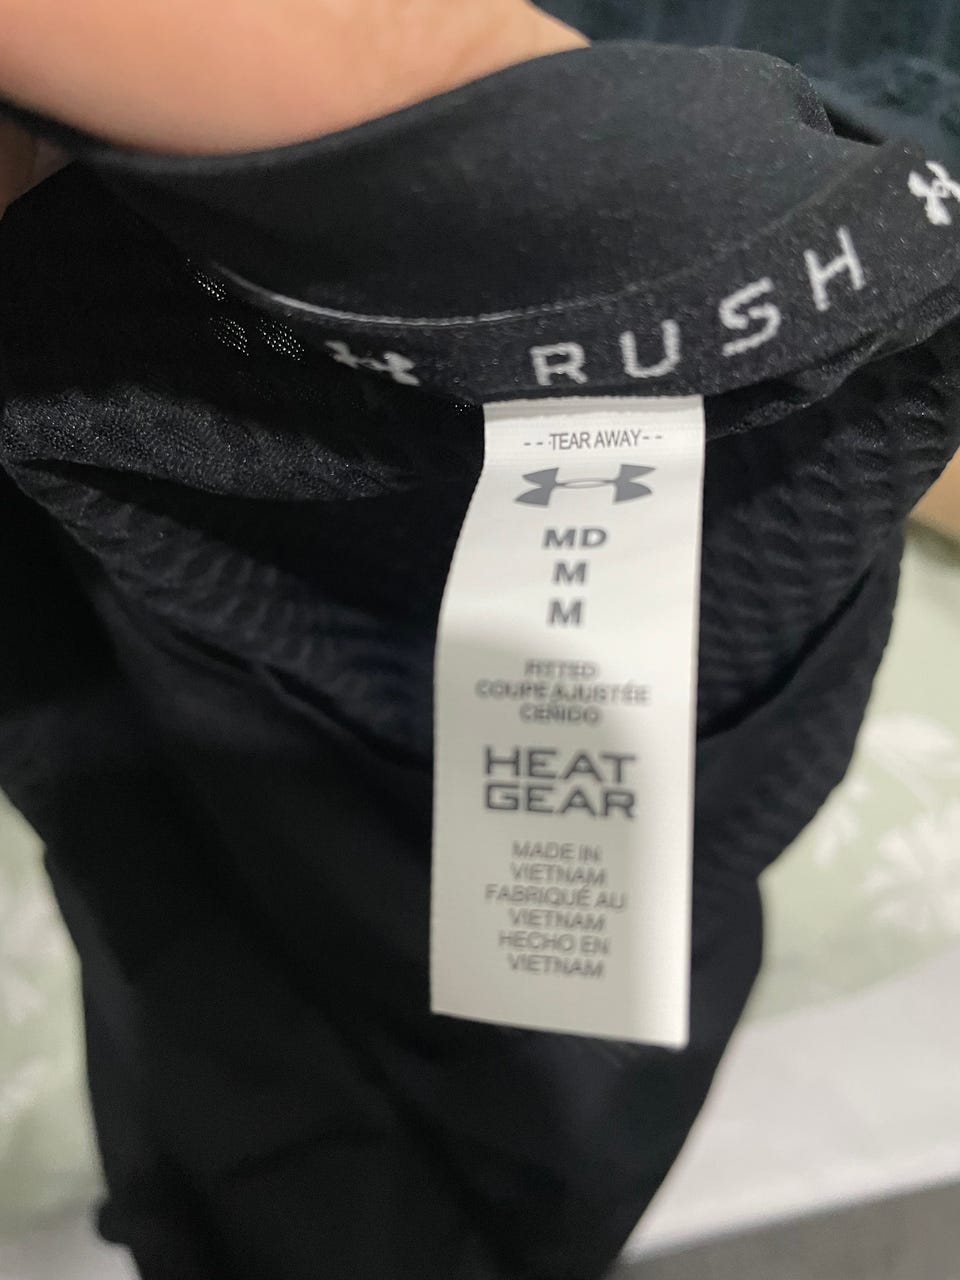 RUSH
--TEAR AWAY--
MD
M
M
FITTED
COUPE AJUSTÉE
CEÑIDO
HEAT
GEAR
MADE IN
VIETNAM
FABRIQUÉ AU
VIETNAM
HECHO EN
VIETNAM